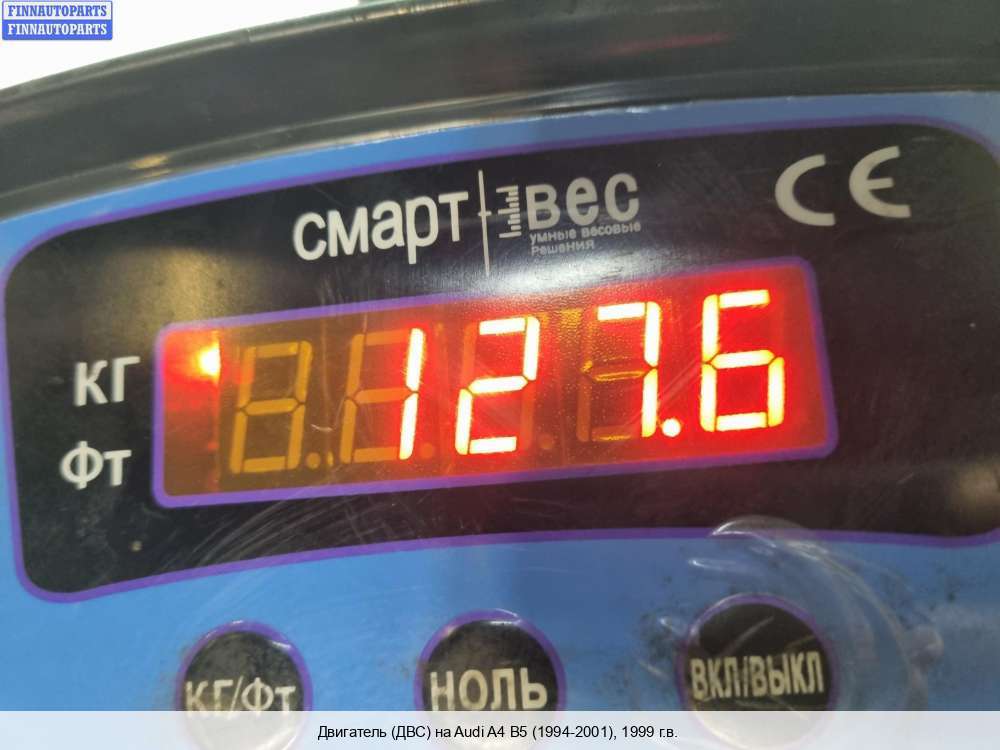 FINNAUTOPARTS
FINNAUTOPARTS
смарт вес
умные весовые
решения
CE
КГ
Фт
127.6
КГ/Фт НОЛЬ ВКЛ/ВЫКЛ
Двигатель (ДВС) на Audi A4 B5 (1994-2001), 1999 г.в.